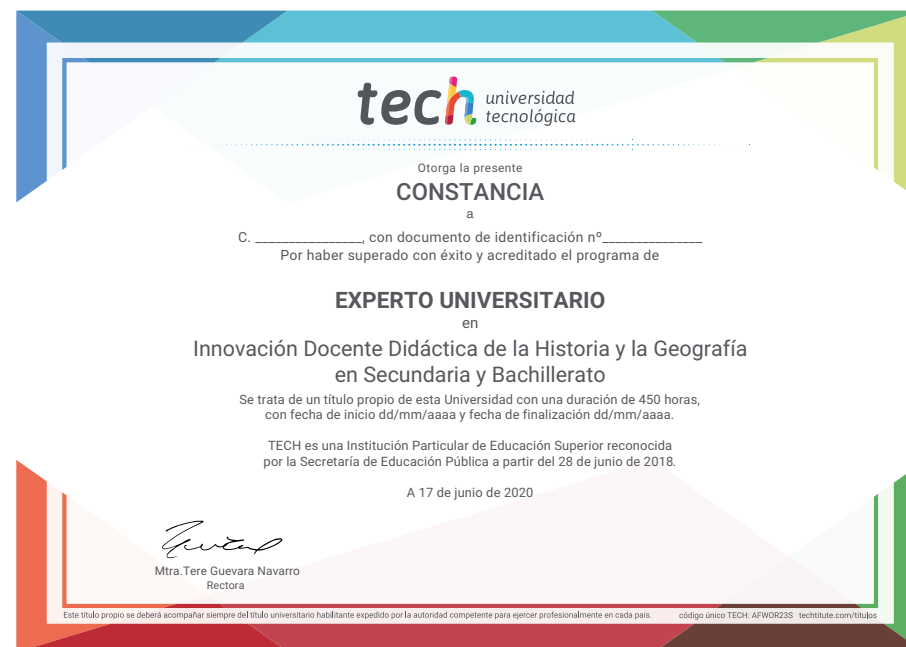 tech universidad
tecnológica
Otorga la presente
CONSTANCIA
a
C. ________________, con documento de identificación nº_______________
Por haber superado con éxito y acreditado el programa de
EXPERTO UNIVERSITARIO
en
Innovación Docente Didáctica de la Historia y la Geografía
en Secundaria y Bachillerato
Se trata de un título propio de esta Universidad con una duración de 450 horas,
con fecha de inicio dd/mm/aaaa y fecha de finalización dd/mm/aaaa.
TECH es una Institución Particular de Educación Superior reconocida
por la Secretaría de Educación Pública a partir del 28 de junio de 2018.
A 17 de junio de 2020
Mtra.Tere Guevara Navarro
Rectora
Este título propio se deberá acompañar siempre del título universitario habilitante expedido por la autoridad competente para ejercer profesionalmente en cada país. código único TECH: AFWOR23S techtitute.com/titulos